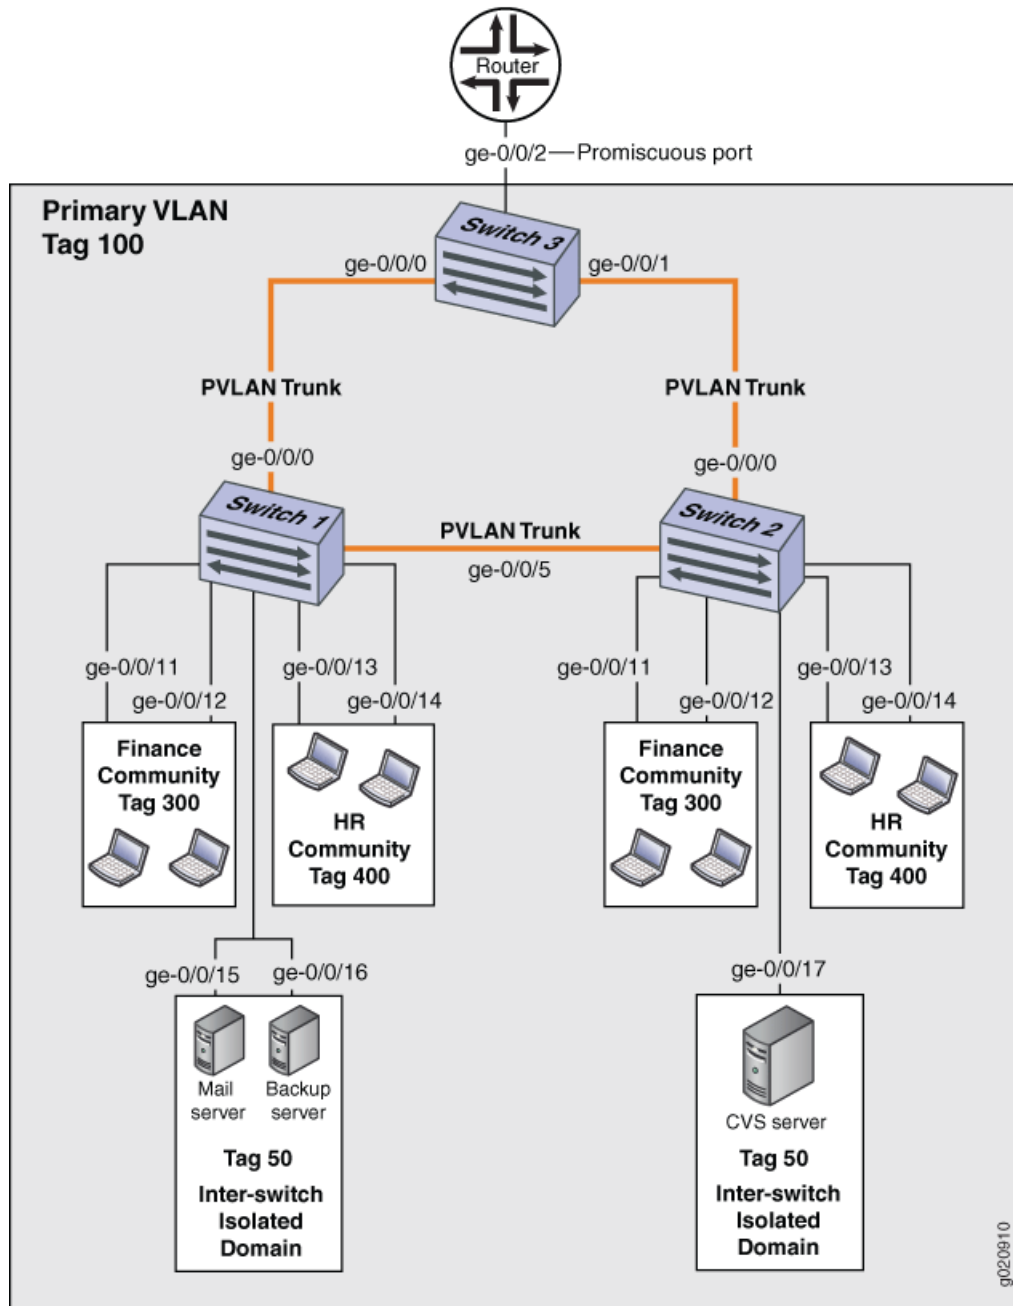 Router
ge-0/0/2
Promiscuous port
Primary VLAN
Tag 100
Switch 3
ge-0/0/0
ge-0/0/1
PVLAN Trunk
PVLAN Trunk
ge-0/0/0
ge-0/0/0
Switch 1
Switch 2
PVLAN Trunk
ge-0/0/5
ge-0/0/11
ge-0/0/12
ge-0/0/13
ge-0/0/14
ge-0/0/11
ge-0/0/12
ge-0/0/13
ge-0/0/14
Finance
Community
Tag 300
HR
Community
Tag 400
Finance
Community
Tag 300
HR
Community
Tag 400
ge-0/0/15
ge-0/0/16
ge-0/0/17
Mail
server
Backup
server
Tag 50
Inter-switch
Isolated
Domain
CVS server
Tag 50
Inter-switch
Isolated
Domain
g020910